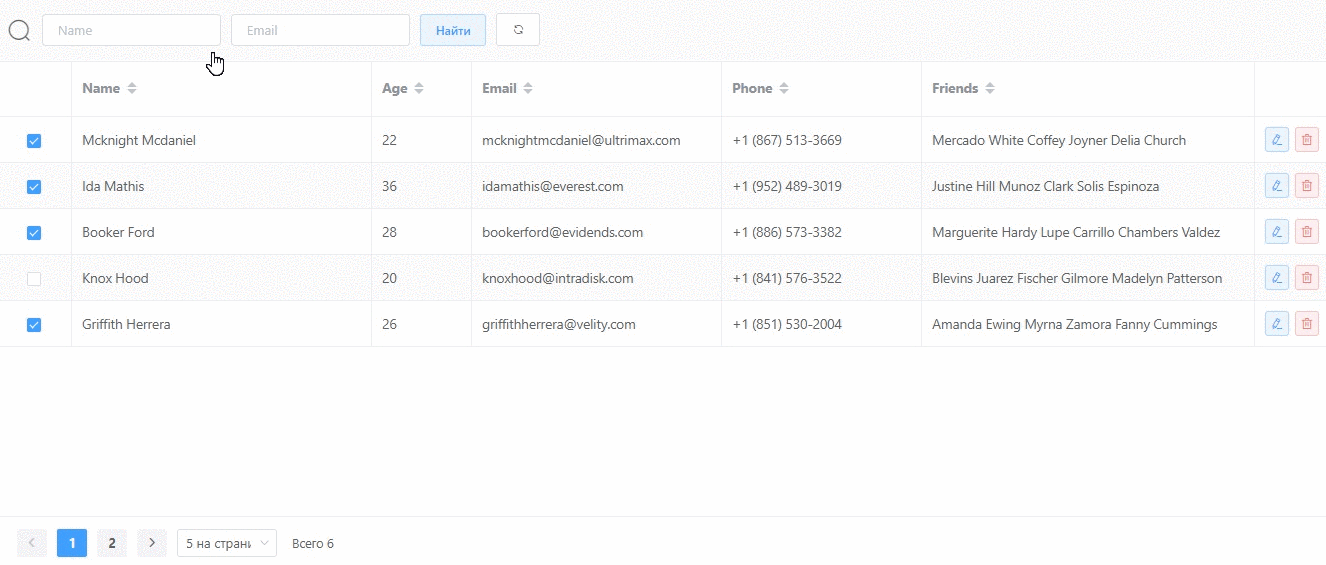 Name Email Найти
Name Age Email Phone Friends
Mcknight Mcdaniel 22 mcknightmcdaniel@ultrimax.com +1 (867) 513-3669 Mercado White Coffey Joyner Delia Church
Ida Mathis 36 idamathis@everest.com +1 (952) 489-3019 Justine Hill Munoz Clark Solis Espinoza
Booker Ford 28 bookerford@evidends.com +1 (886) 573-3382 Marguerite Hardy Lupe Carrillo Chambers Valdez
Knox Hood 20 knoxhood@intradisk.com +1 (841) 576-3522 Blevins Juarez Fischer Gilmore Madelyn Patterson
Griffith Herrera 26 griffithherrera@velity.com +1 (851) 530-2004 Amanda Ewing Myrna Zamora Fanny Cummings
1 2 5 на страни Всего 6